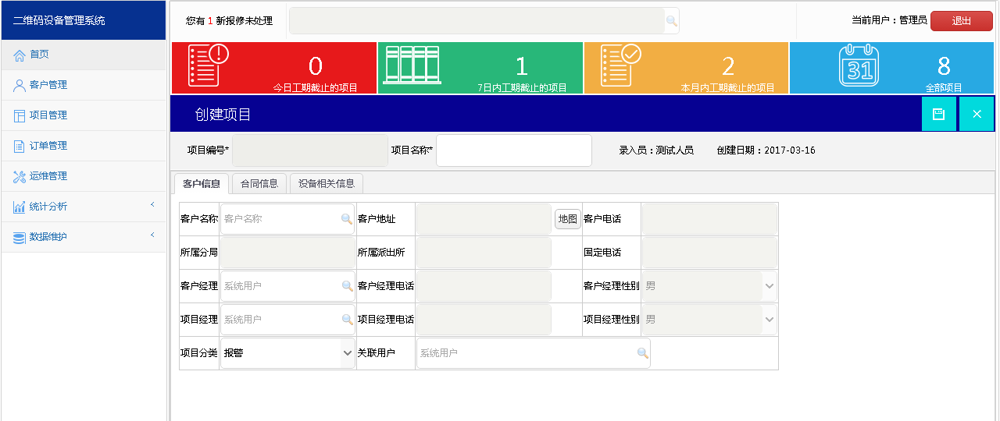 二维码设备管理系统
您有 1 新报修未处理
当前用户：管理员
退出
首页
客户管理
项目管理
订单管理
运维管理
统计分析
数据维护
0
今日工期截止的项目
1
7日内工期截止的项目
2
本月内工期截止的项目
31
8
全部项目
创建项目
项目编号*
项目名称*
录入员：测试人员
创建日期：2017-03-16
客户信息
合同信息
设备相关信息
客户名称 客户名称 客户地址 地图 客户电话
所属分局 所属派出所 固定电话
客户经理 系统用户 客户经理电话 客户经理性别 男
项目经理 系统用户 项目经理电话 项目经理性别 男
项目分类 报警 关联用户 系统用户